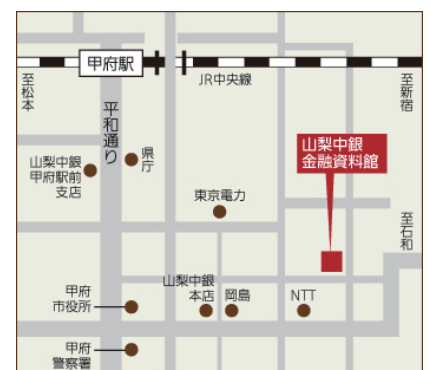 甲府駅
JR中央線
至松本
至新宿
平和通り
県庁
山梨中銀
甲府駅前
支店
山梨中銀
金融資料館
東京電力
至石和
山梨中銀
本店
岡島
NTT
甲府
市役所
甲府
警察署